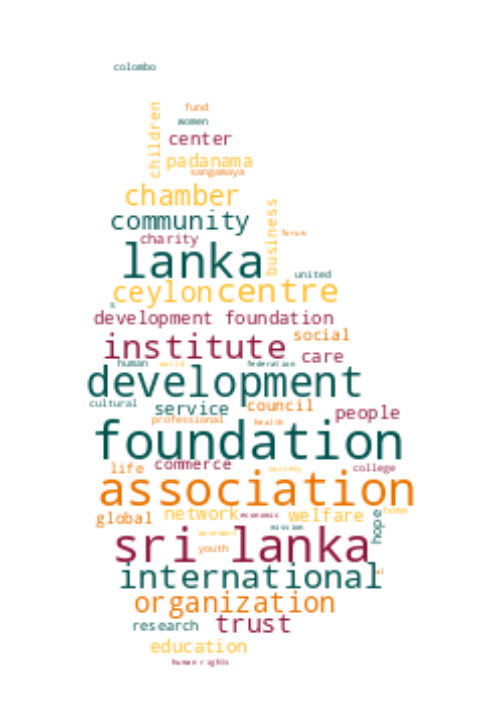 colombo
fund
children
women
center
padanama
sangamaya
chamber
business
community
forum
charity
lanka
united
ceylon centre
development foundation
social
institute
care
human world federation
development
cultural
service council people
professional health
foundation
life commerce society college
association
global network economic welfare home
mission hope
sri lanka
youth
international
organization
research trust
education
human rights